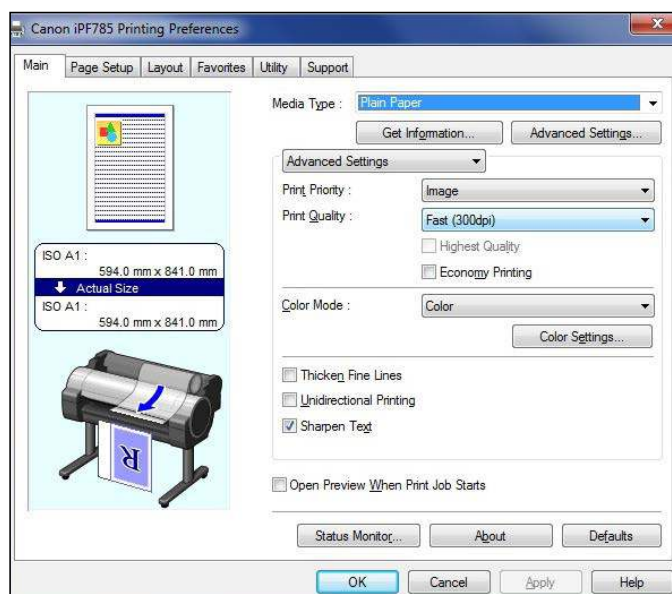 Canon iPF785 Printing Preferences
Main Page Setup Layout Favorites Utility Support
Media Type : Plain Paper
Get Information... Advanced Settings...
Advanced Settings
Print Priority : Image
Print Quality : Fast (300dpi)
Highest Quality
Economy Printing
ISO A1 :
594.0 mm x 841.0 mm
Actual Size
ISO A1 :
594.0 mm x 841.0 mm
Color Mode : Color
Color Settings...
Thicken Fine Lines
Unidirectional Printing
Sharpen Text
R
Open Preview When Print Job Starts
Status Monitor... About Defaults
OK Cancel Apply Help